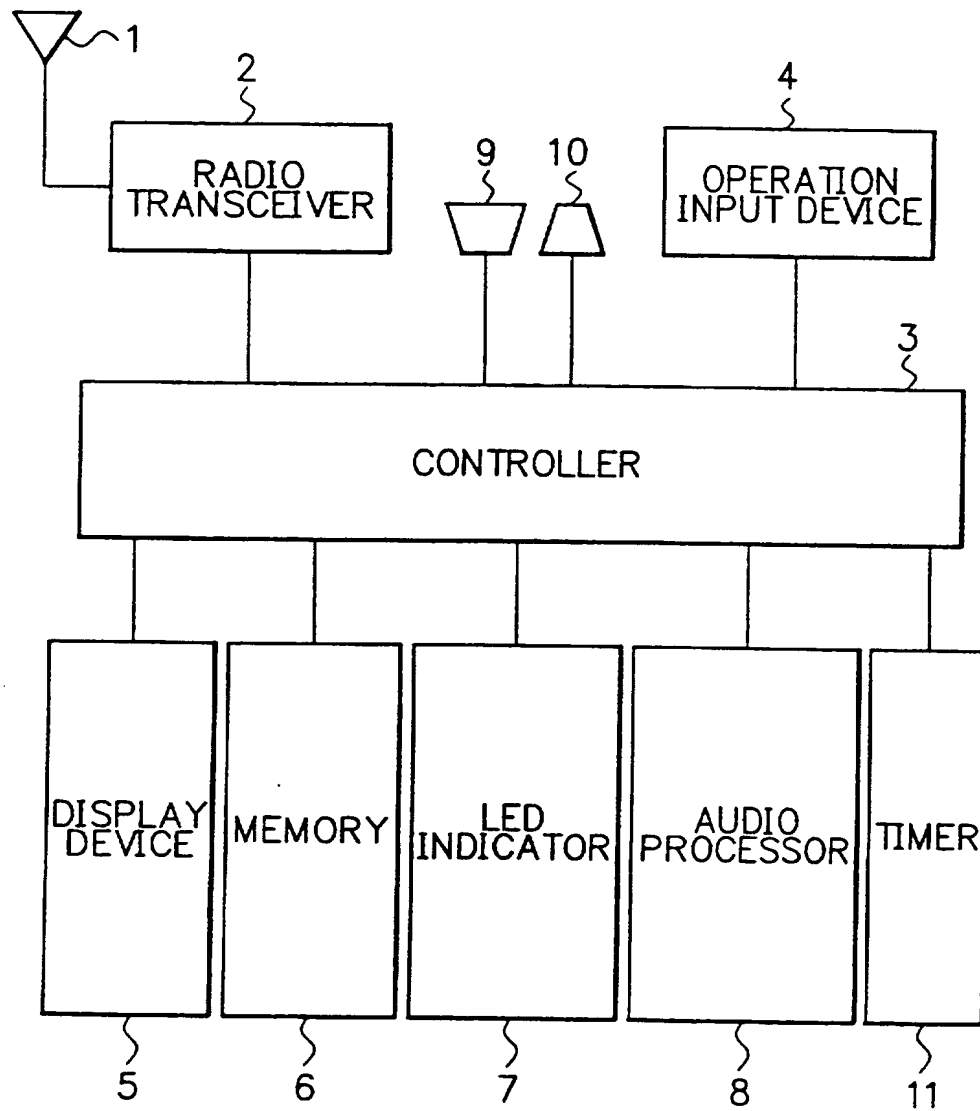 1
2
4
RADIO
TRANSCEIVER
9
10
OPERATION
INPUT DEVICE
3
CONTROLLER
DISPLAY
DEVICE
MEMORY
LED
INDICATOR
AUDIO
PROCESSOR
TIMER
5
6
7
8
11